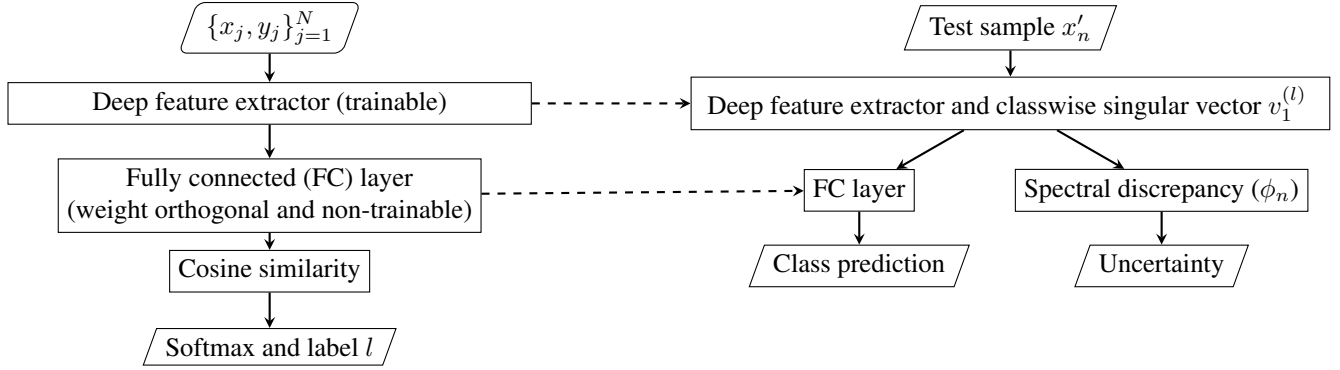 {x_j, y_j}_{j=1}^N
Deep feature extractor (trainable)
Fully connected (FC) layer
(weight orthogonal and non-trainable)
Cosine similarity
Softmax and label l
Test sample x′_n
Deep feature extractor and classwise singular vector v_1^{(l)}
FC layer
Spectral discrepancy (ϕ_n)
Class prediction
Uncertainty